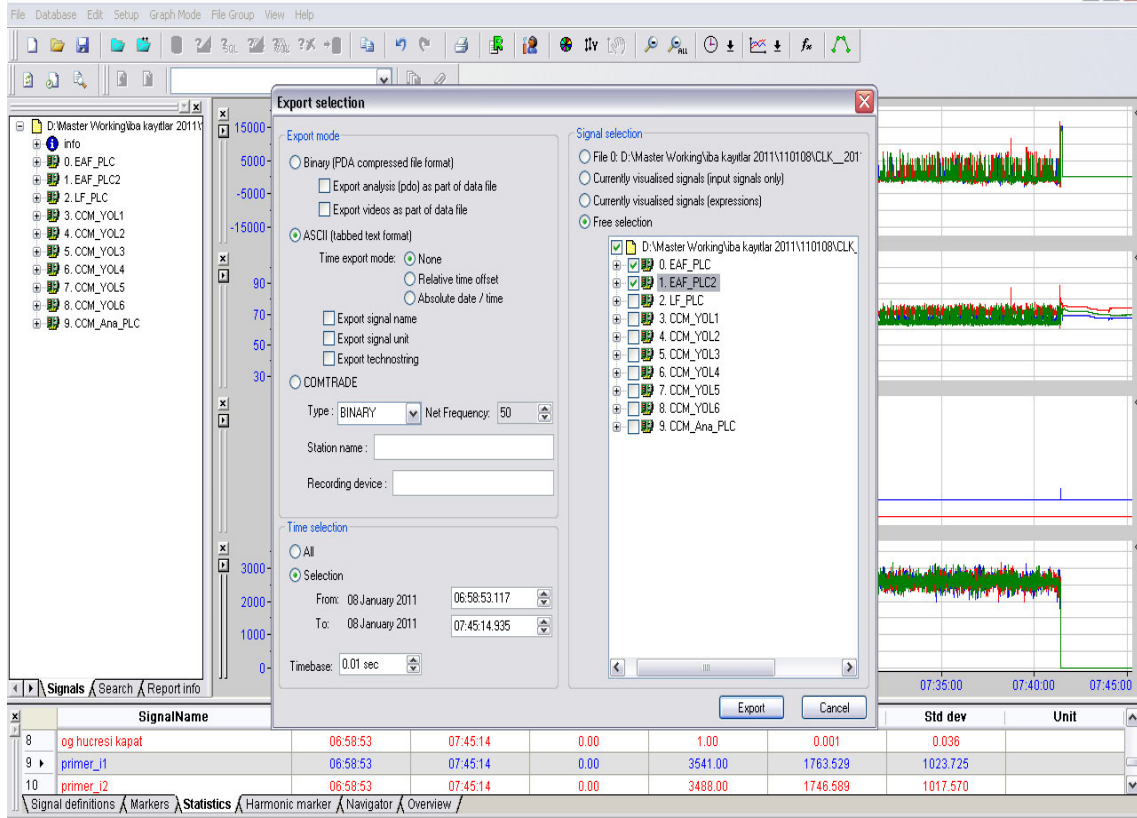 File Database Edit Setup Graph Mode File Group View Help
D:\Master Working\iba kayıtlar 2011\
info
0. EAF_PLC
1. EAF_PLC2
2. LF_PLC
3. CCM_YOL1
4. CCM_YOL2
5. CCM_YOL3
6. CCM_YOL4
7. CCM_YOL5
8. CCM_YOL6
9. CCM_Ana_PLC
Signals Search Report info
15000
5000
-5000
-15000
90
70
50
30
3000
2000
1000
0
Export selection
Export mode
Binary (PDA compressed file format)
Export analysis (pdo) as part of data file
Export videos as part of data file
ASCII (tabbed text format)
Time export mode: None
Relative time offset
Absolute date / time
Export signal name
Export signal unit
Export technostring
COMTRADE
Type : BINARY Net Frequency: 50
Station name :
Recording device :
Time selection
All
Selection
From: 08 January 2011 06:58:53.117
To: 08 January 2011 07:45:14.935
Timebase: 0.01 sec
Signal selection
File 0: D:\Master Working\iba kayıtlar 2011\110108\CLK__201
Currently visualised signals (input signals only)
Currently visualised signals (expressions)
Free selection
D:\Master Working\iba kayıtlar 2011\110108\CLK_
0. EAF_PLC
1. EAF_PLC2
2. LF_PLC
3. CCM_YOL1
4. CCM_YOL2
5. CCM_YOL3
6. CCM_YOL4
7. CCM_YOL5
8. CCM_YOL6
9. CCM_Ana_PLC
Export Cancel
07:35:00 07:40:00 07:45:00
SignalName Std dev Unit
8 og hucresi kapat 06:58:53 07:45:14 0.00 1.00 0.001 0.036
9 primer_i1 06:58:53 07:45:14 0.00 3541.00 1763.529 1023.725
10 primer_i2 06:58:53 07:45:14 0.00 3488.00 1746.589 1017.570
Signal definitions Markers Statistics Harmonic marker Navigator Overview